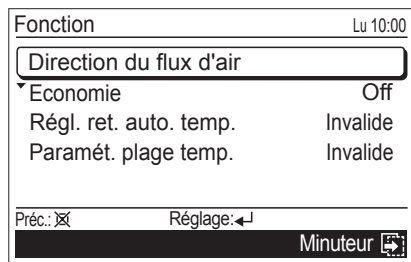 Fonction Lu 10:00
Direction du flux d'air
Economie Off
Régl. ret. auto. temp. Invalide
Paramét. plage temp. Invalide
Préc.: Réglage:
Minuteur